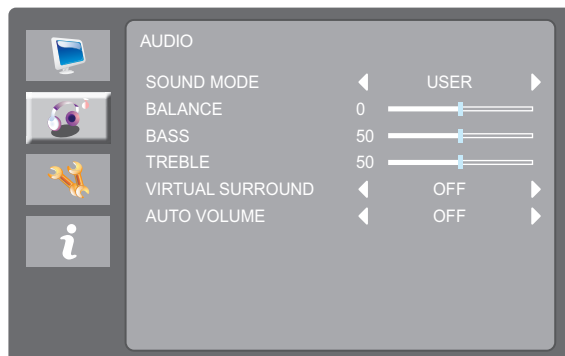 AUDIO
SOUND MODE USER
BALANCE 0
BASS 50
TREBLE 50
VIRTUAL SURROUND OFF
AUTO VOLUME OFF
i